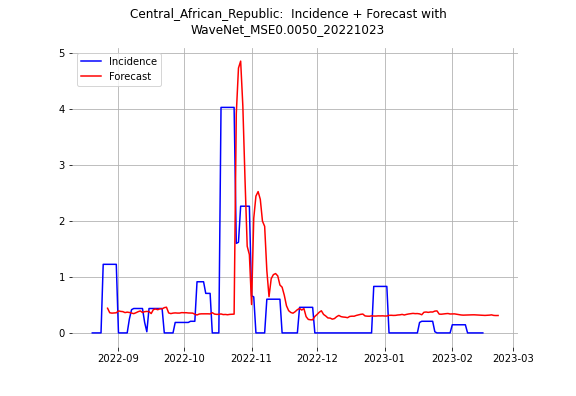 Central_African_Republic:  Incidence + Forecast with
WaveNet_MSE0.0050_20221023
Incidence
Forecast
5
4
3
2
1
0
2022-09 2022-10 2022-11 2022-12 2023-01 2023-02 2023-03